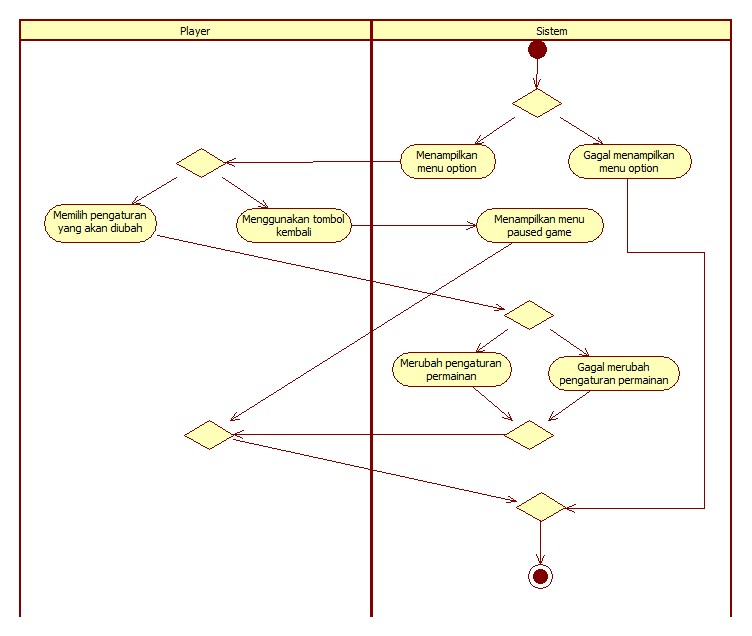 Player
Sistem
Menampilkan
menu option
Gagal menampilkan
menu option
Memilih pengaturan
yang akan diubah
Menggunakan tombol
kembali
Menampilkan menu
paused game
Merubah pengaturan
permainan
Gagal merubah
pengaturan permainan